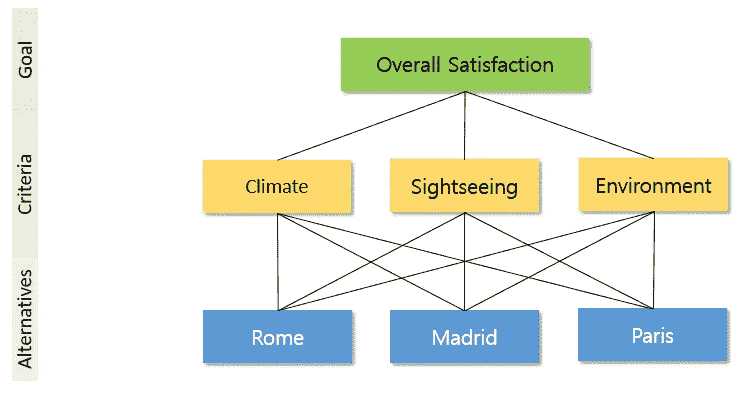 Goal
Overall Satisfaction
Criteria
Climate
Sightseeing
Environment
Alternatives
Rome
Madrid
Paris